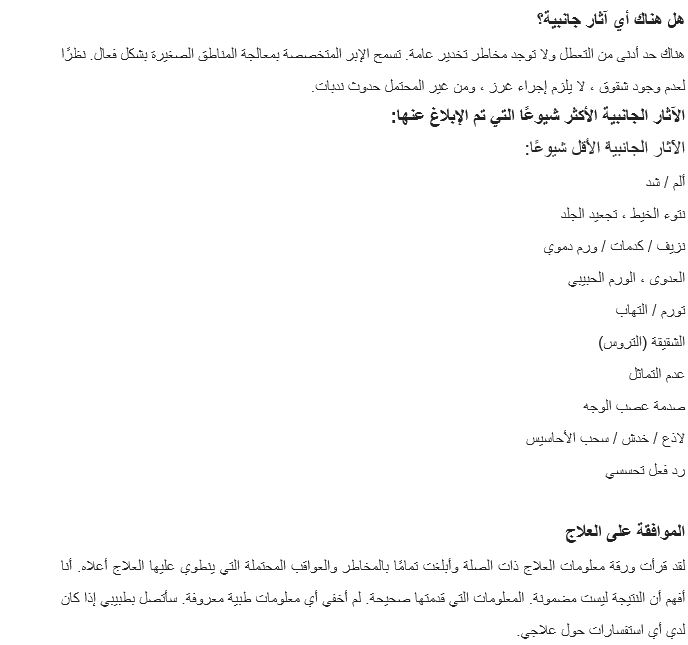 هل هناك أي آثار جانبية؟
هناك حد أدنى من التعطل ولا توجد مخاطر تخدير عامة. تسمح الإبر المتخصصة بمعالجة المناطق الصغيرة بشكل فعال. نظرًا
لعدم وجود شقوق ، لا يلزم إجراء غرز ، ومن غير المحتمل حدوث ندبات.
الآثار الجانبية الأكثر شيوعًا التي تم الإبلاغ عنها:
الآثار الجانبية الأقل شيوعًا:
ألم / شد
نتوء الخيط ، تجعيد الجلد
نزيف / كدمات / ورم دموي
العدوى ، الورم الحبيبي
تورم / التهاب
الشقيقة (التروس)
عدم التماثل
صدمة عصب الوجه
لاذع / خدش / سحب الأحاسيس
رد فعل تحسسي
الموافقة على العلاج
لقد قرأت ورقة معلومات العلاج ذات الصلة وأبلغت تمامًا بالمخاطر والعواقب المحتملة التي ينطوي عليها العلاج أعلاه. أنا
أفهم أن النتيجة ليست مضمونة. المعلومات التي قدمتها صحيحة. لم أخفي أي معلومات طبية معروفة. سأتصل بطبيبي إذا كان
لدي أي استفسارات حول علاجي.